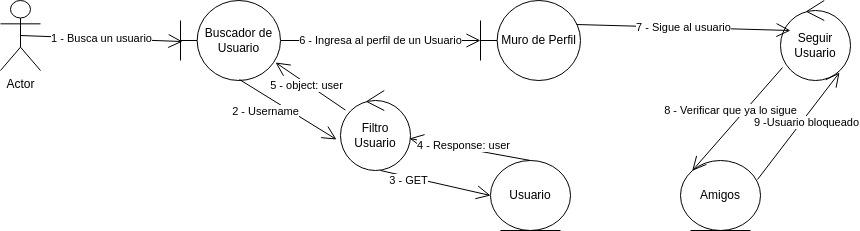 Actor
1 - Busca un usuario
Buscador de
Usuario
6 - Ingresa al perfil de un Usuario
Muro de Perfil
7 - Sigue al usuario
Seguir
Usuario
5 - object: user
2 - Username
Filtro
Usuario
4 - Response: user
3 - GET
Usuario
8 - Verificar que ya lo sigue
9 -Usuario bloqueado
Amigos